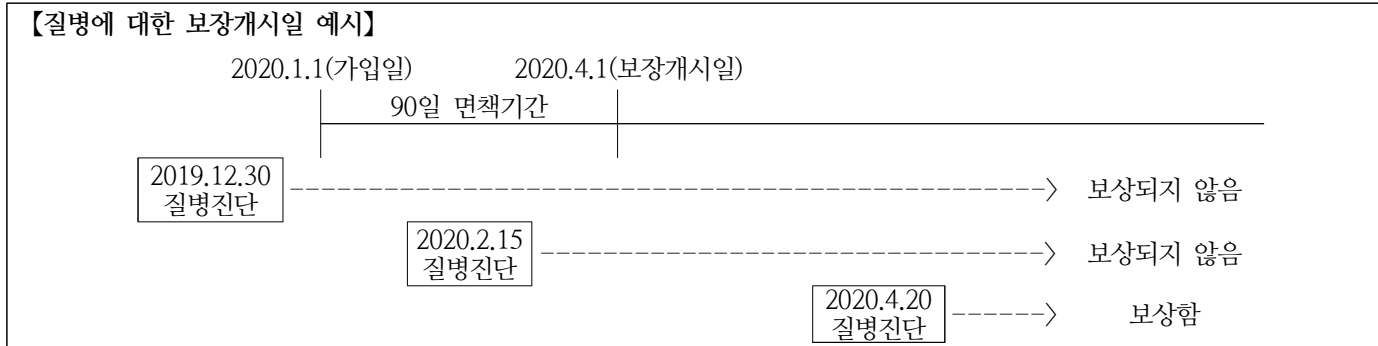 【질병에 대한 보장개시일 예시】
2020.1.1(가입일) 2020.4.1(보장개시일)
90일 면책기간
2019.12.30
질병진단
보상되지 않음
2020.2.15
질병진단
보상되지 않음
2020.4.20
질병진단
보상함